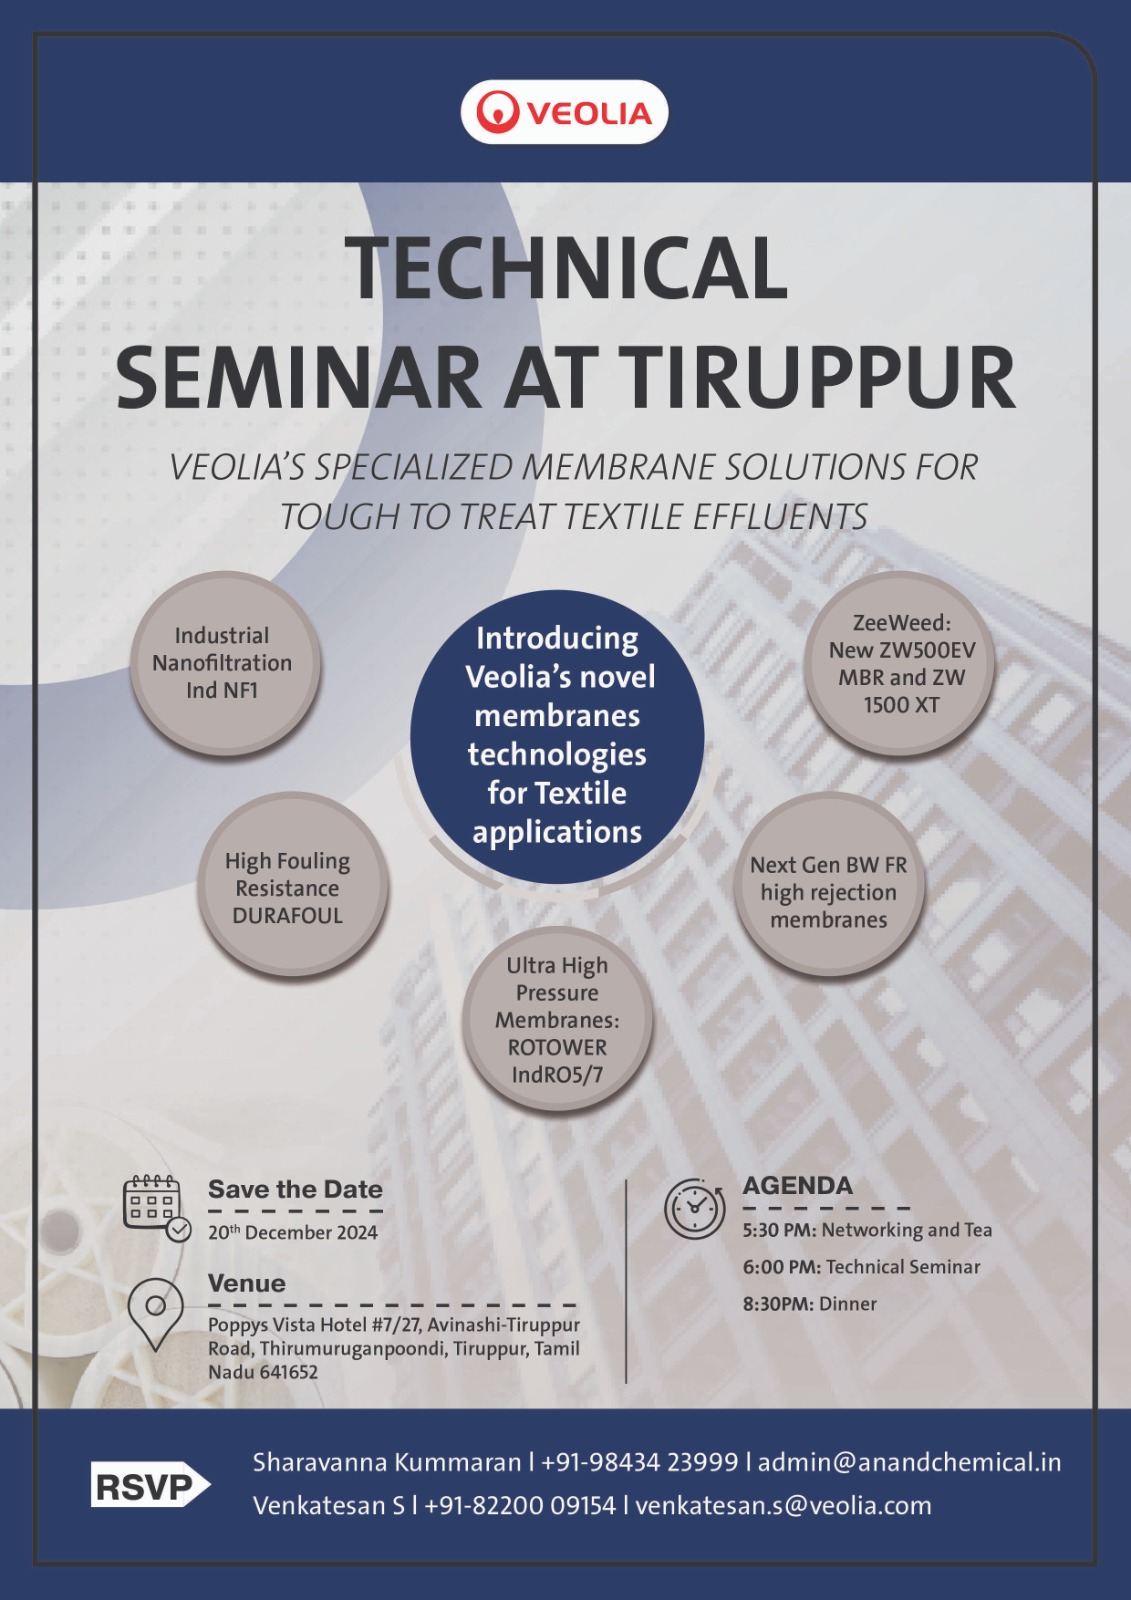 VEOLIA
TECHNICAL
SEMINAR AT TIRUPPUR
VEOLIA'S SPECIALIZED MEMBRANE SOLUTIONS FOR
TOUGH TO TREAT TEXTILE EFFLUENTS
Industrial
Nanofiltration
Ind NF1
Introducing
Veolia's novel
membranes
technologies
for Textile
applications
ZeeWeed:
New ZW500EV
MBR and ZW
1500 XT
High Fouling
Resistance
DURAFOUL
Next Gen BW FR
high rejection
membranes
Ultra High
Pressure
Membranes:
ROTOWER
IndRO5/7
Save the Date
20th December 2024
Venue
Poppys Vista Hotel #7/27, Avinashi-Tiruppur
Road, Thirumuruganpoondi, Tiruppur, Tamil
Nadu 641652
AGENDA
5:30 PM: Networking and Tea
6:00 PM: Technical Seminar
8:30PM: Dinner
RSVP
Sharavanna Kummaran | +91-98434 23999 | admin@anandchemical.in
Venkatesan S | +91-82200 09154 | venkatesan.s@veolia.com